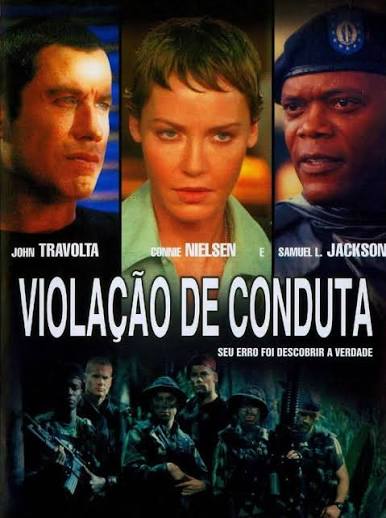 JOHN TRAVOLTA CONNIE NIELSEN E SAMUEL L. JACKSON
VIOLAÇÃO DE CONDUTA
SEU ERRO FOI DESCOBRIR A VERDADE